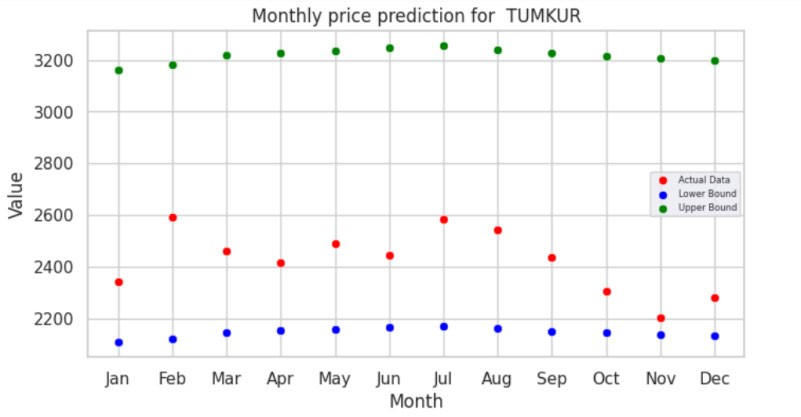 Monthly price prediction for  TUMKUR
Value
3200
3000
2800
2600
2400
2200
Actual Data
Lower Bound
Upper Bound
Jan Feb Mar Apr May Jun Jul Aug Sep Oct Nov Dec
Month